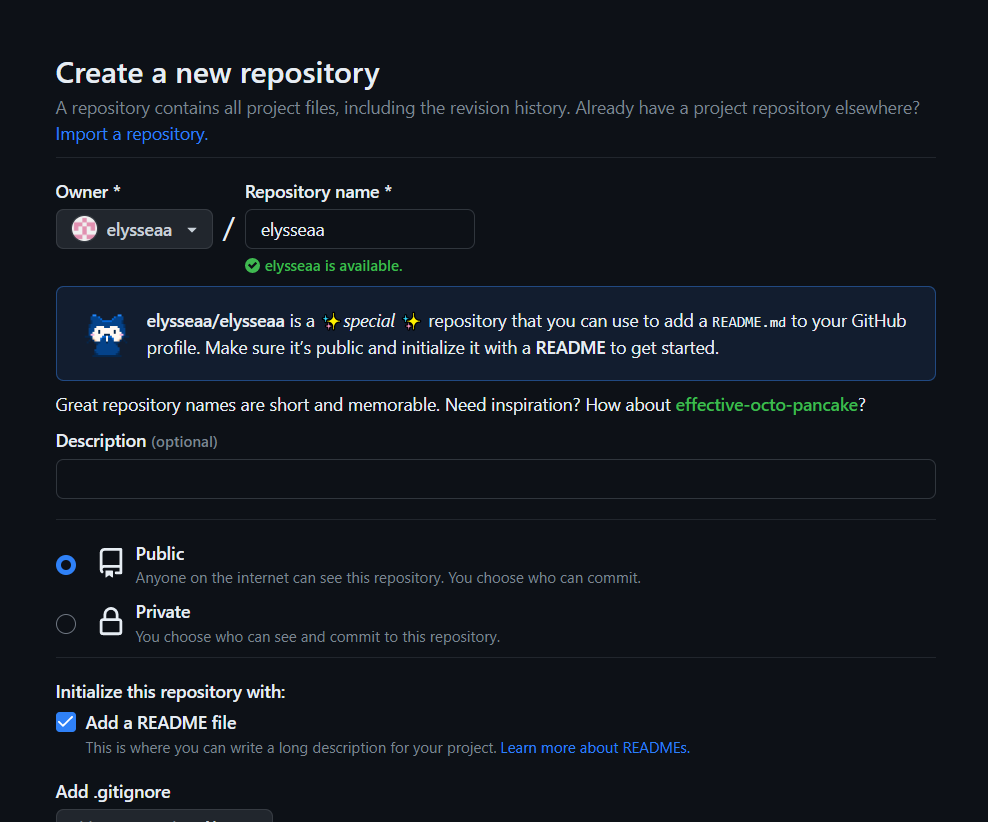 Create a new repository
A repository contains all project files, including the revision history. Already have a project repository elsewhere?
Import a repository.
Owner *
Repository name *
elysseaa
/
elysseaa
elysseaa is available.
elysseaa/elysseaa is a ✨ special ✨ repository that you can use to add a README.md to your GitHub
profile. Make sure it’s public and initialize it with a README to get started.
Great repository names are short and memorable. Need inspiration? How about effective-octo-pancake?
Description (optional)
Public
Anyone on the internet can see this repository. You choose who can commit.
Private
You choose who can see and commit to this repository.
Initialize this repository with:
Add a README file
This is where you can write a long description for your project. Learn more about READMEs.
Add .gitignore